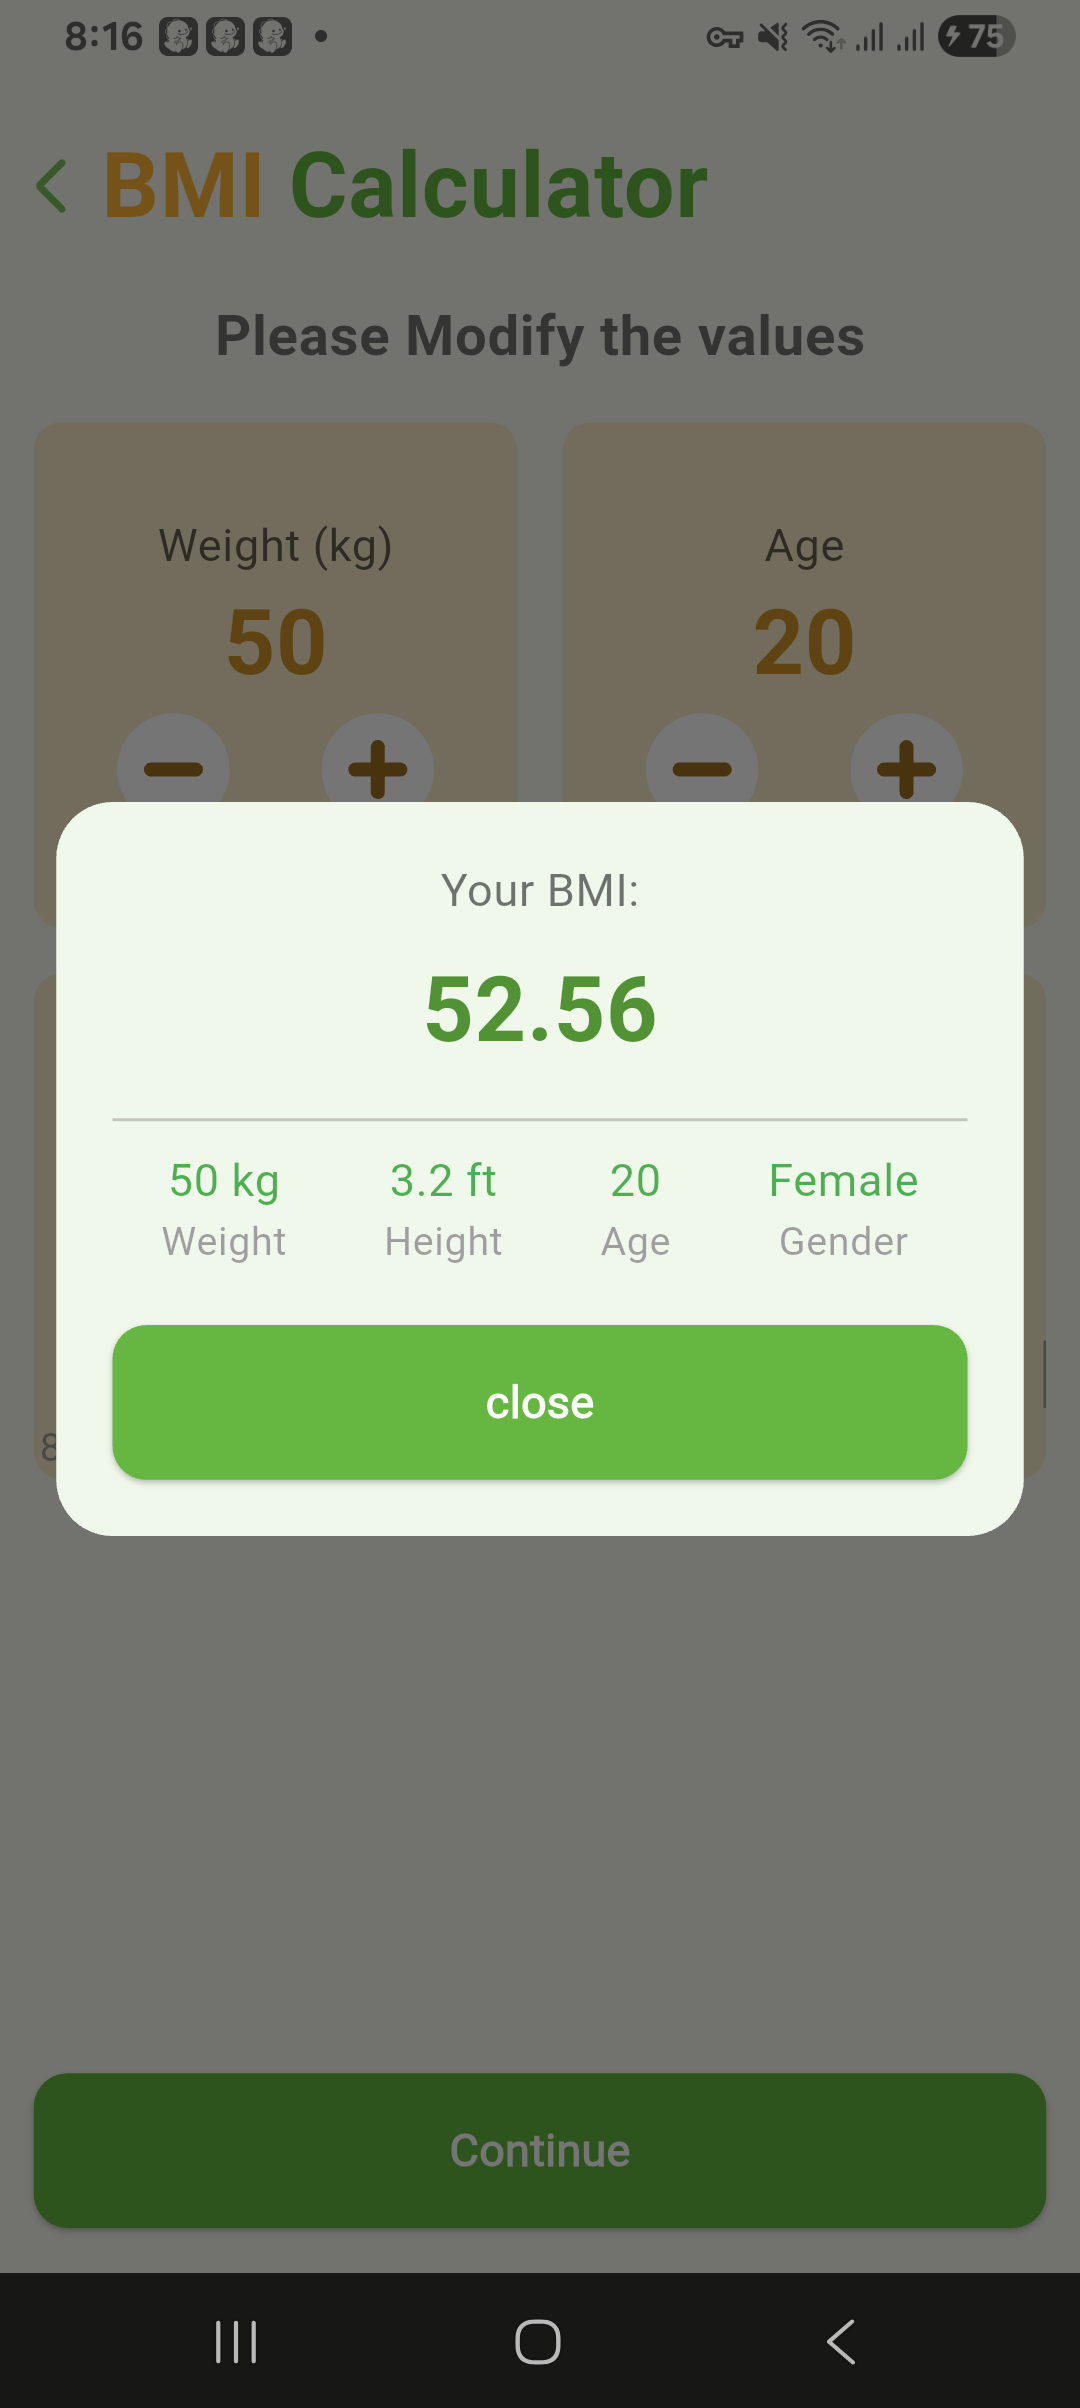 8:16
75
BMI Calculator
Please Modify the values
Weight (kg)
Age
50
20
Your BMI:
52.56
50 kg
3.2 ft
20
Female
Weight
Height
Age
Gender
close
8
Continue